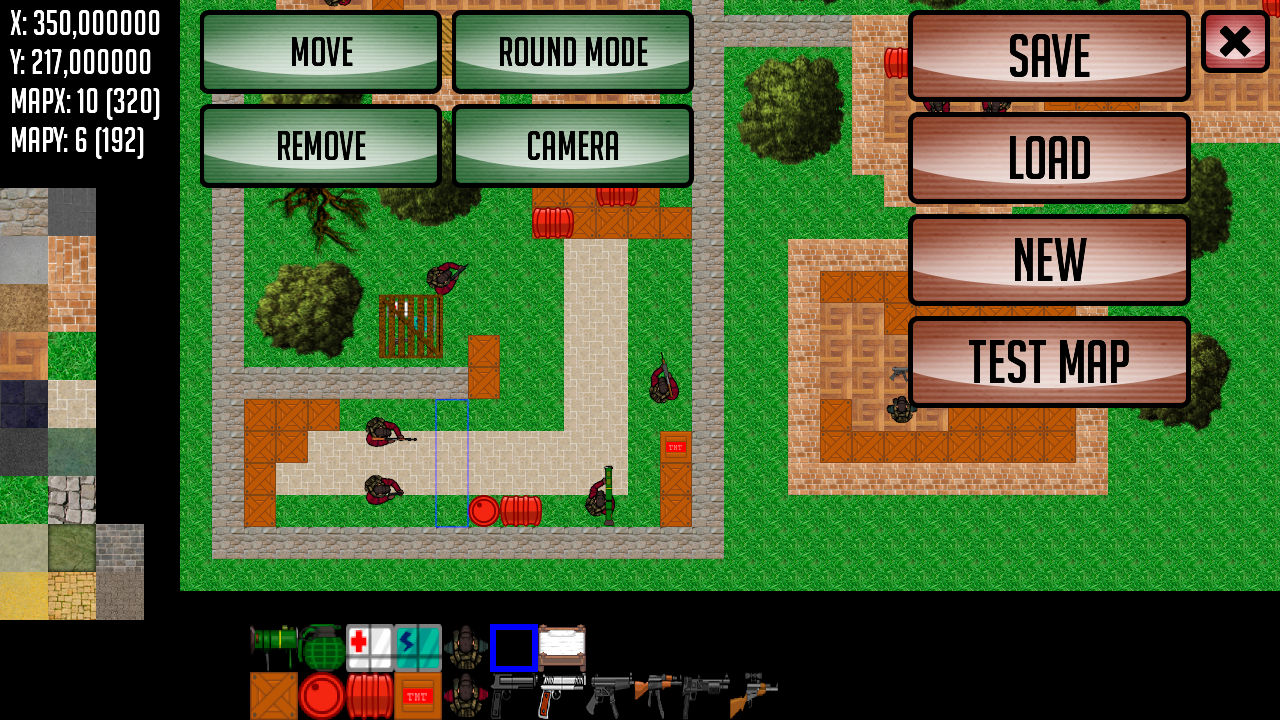 X: 350,000000
Y: 217,000000
MAPX: 10 (320)
MAPY: 6 (192)
MOVE
ROUND MODE
REMOVE
CAMERA
SAVE
LOAD
NEW
TEST MAP
TNT
TNT